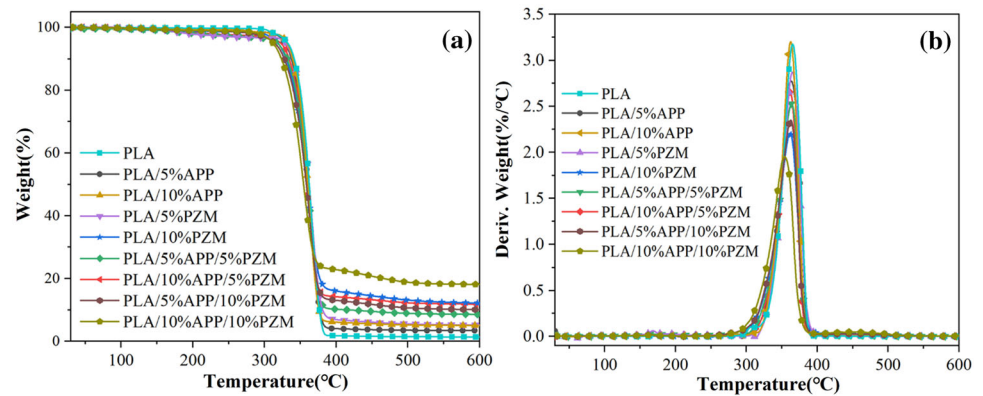 (a)
100
80
60
40
20
0
Weight(%)
PLA
PLA/5%APP
PLA/10%APP
PLA/5%PZM
PLA/10%PZM
PLA/5%APP/5%PZM
PLA/10%APP/5%PZM
PLA/5%APP/10%PZM
PLA/10%APP/10%PZM
100 200 300 400 500 600
Temperature(℃)
(b)
3.5
3.0
2.5
2.0
1.5
1.0
0.5
0.0
Deriv. Weight(%/℃)
PLA
PLA/5%APP
PLA/10%APP
PLA/5%PZM
PLA/10%PZM
PLA/5%APP/5%PZM
PLA/10%APP/5%PZM
PLA/5%APP/10%PZM
PLA/10%APP/10%PZM
100 200 300 400 500 600
Temperature(℃)